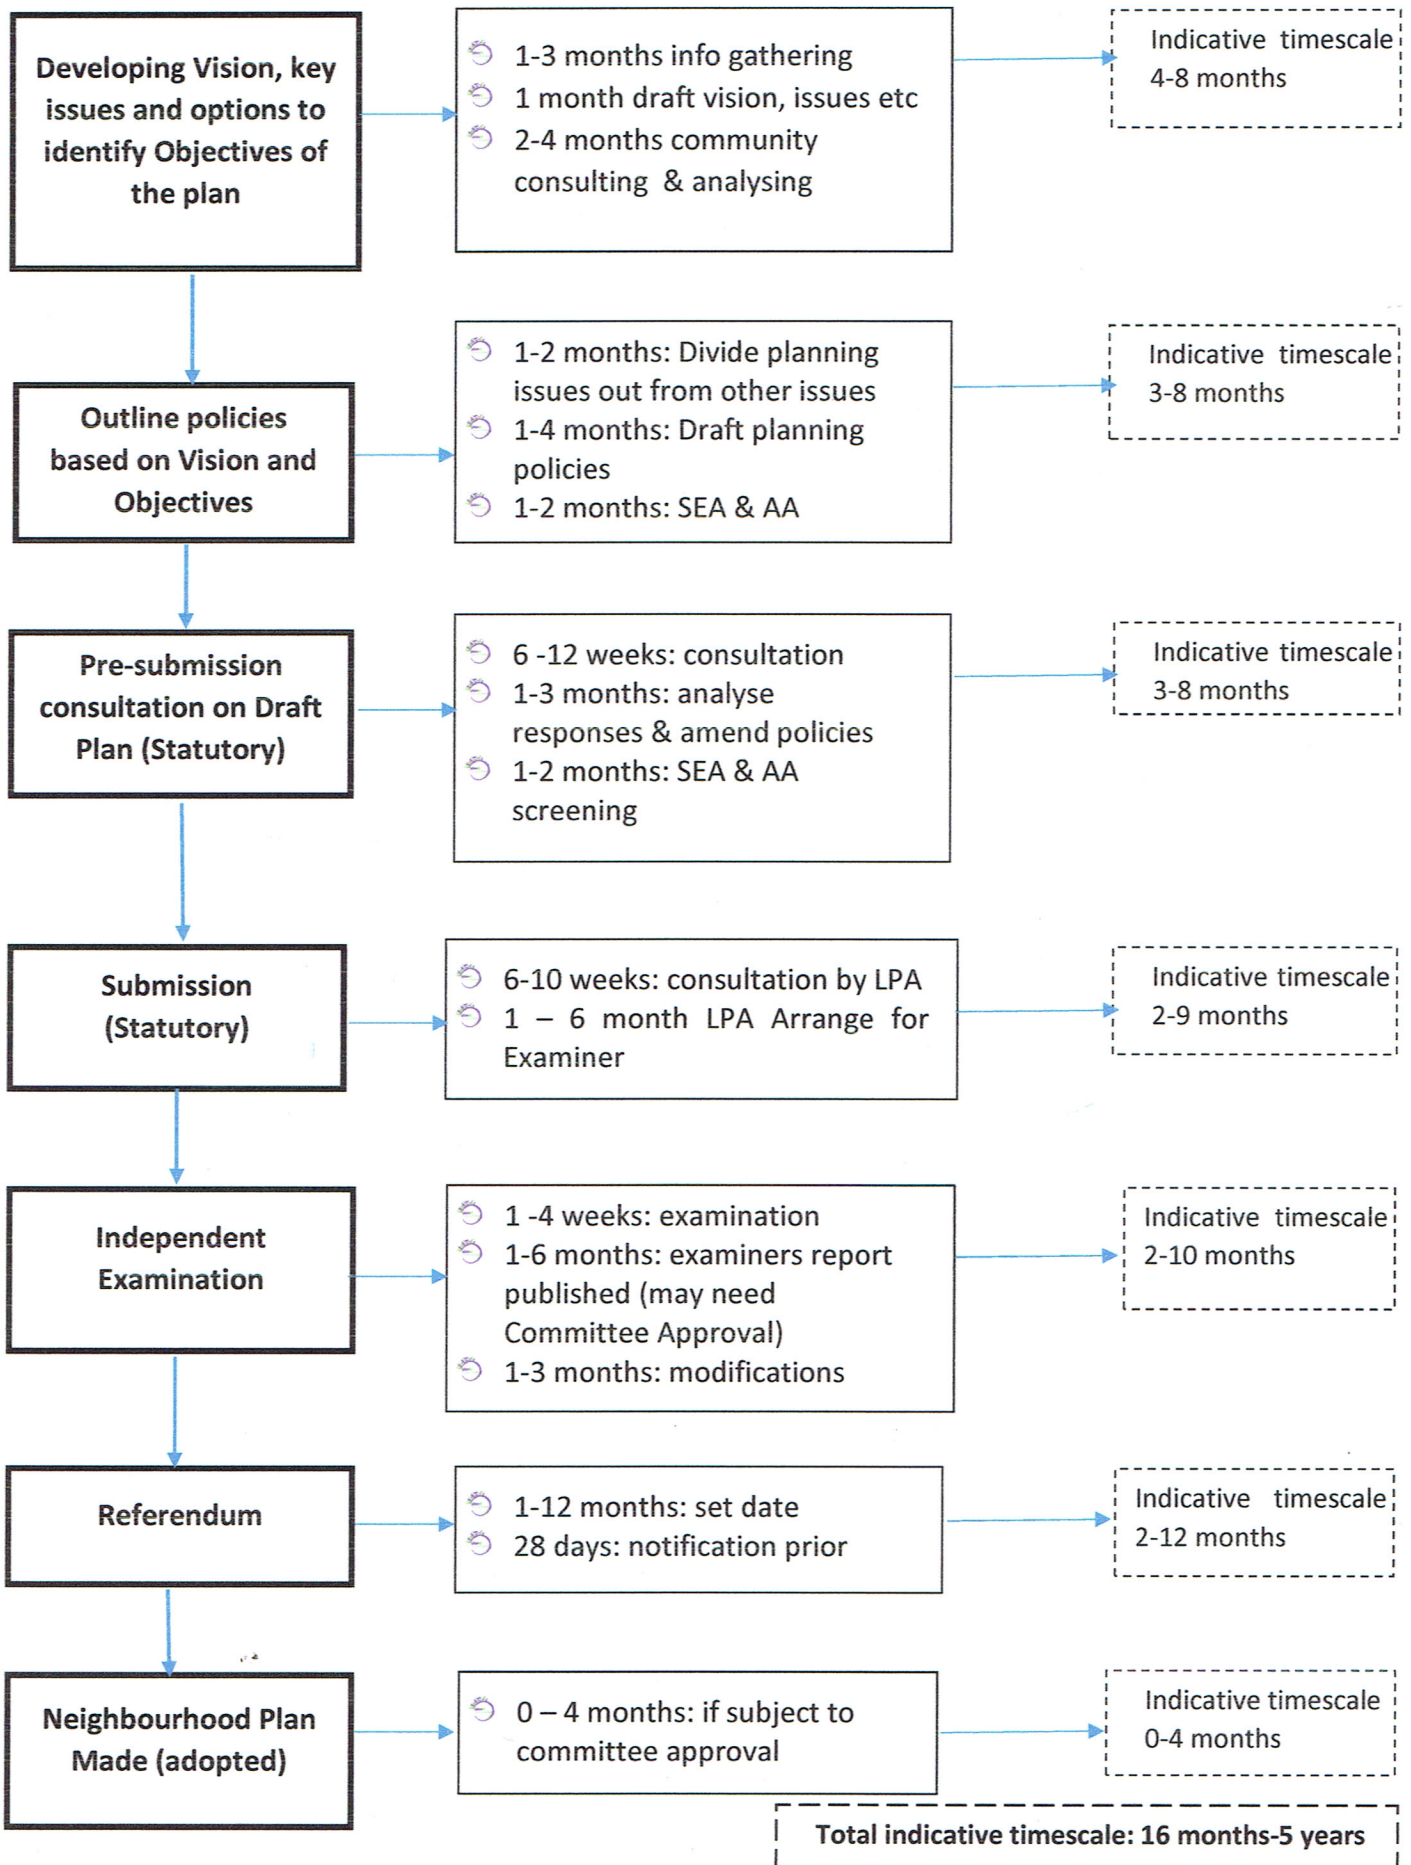 Developing Vision, key
issues and options to
identify Objectives of
the plan
1-3 months info gathering
1 month draft vision, issues etc
2-4 months community
consulting & analysing
Indicative timescale
4-8 months
Outline policies
based on Vision and
Objectives
1-2 months: Divide planning
issues out from other issues
1-4 months: Draft planning
policies
1-2 months: SEA & AA
Indicative timescale
3-8 months
Pre-submission
consultation on Draft
Plan (Statutory)
6 -12 weeks: consultation
1-3 months: analyse
responses & amend policies
1-2 months: SEA & AA
screening
Indicative timescale
3-8 months
Submission
(Statutory)
6-10 weeks: consultation by LPA
1 – 6 month LPA Arrange for
Examiner
Indicative timescale
2-9 months
Independent
Examination
1 -4 weeks: examination
1-6 months: examiners report
published (may need
Committee Approval)
1-3 months: modifications
Indicative timescale
2-10 months
Referendum
1-12 months: set date
28 days: notification prior
Indicative timescale
2-12 months
Neighbourhood Plan
Made (adopted)
0 – 4 months: if subject to
committee approval
Indicative timescale
0-4 months
Total indicative timescale: 16 months-5 years